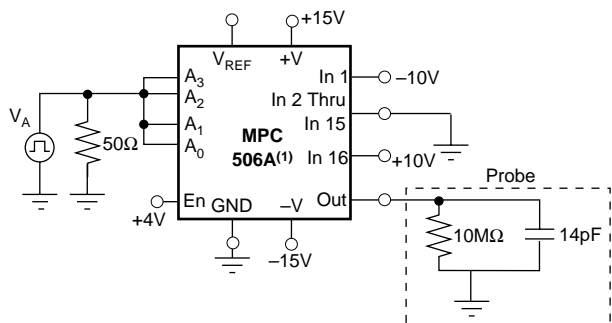 +15V
V_REF
+V
In 1
–10V
A3
A2
A1
A0
In 2 Thru
In 15
V_A
50Ω
MPC
506A(1)
In 16
+10V
Probe
En
GND
–V
Out
+4V
–15V
10MΩ
14pF